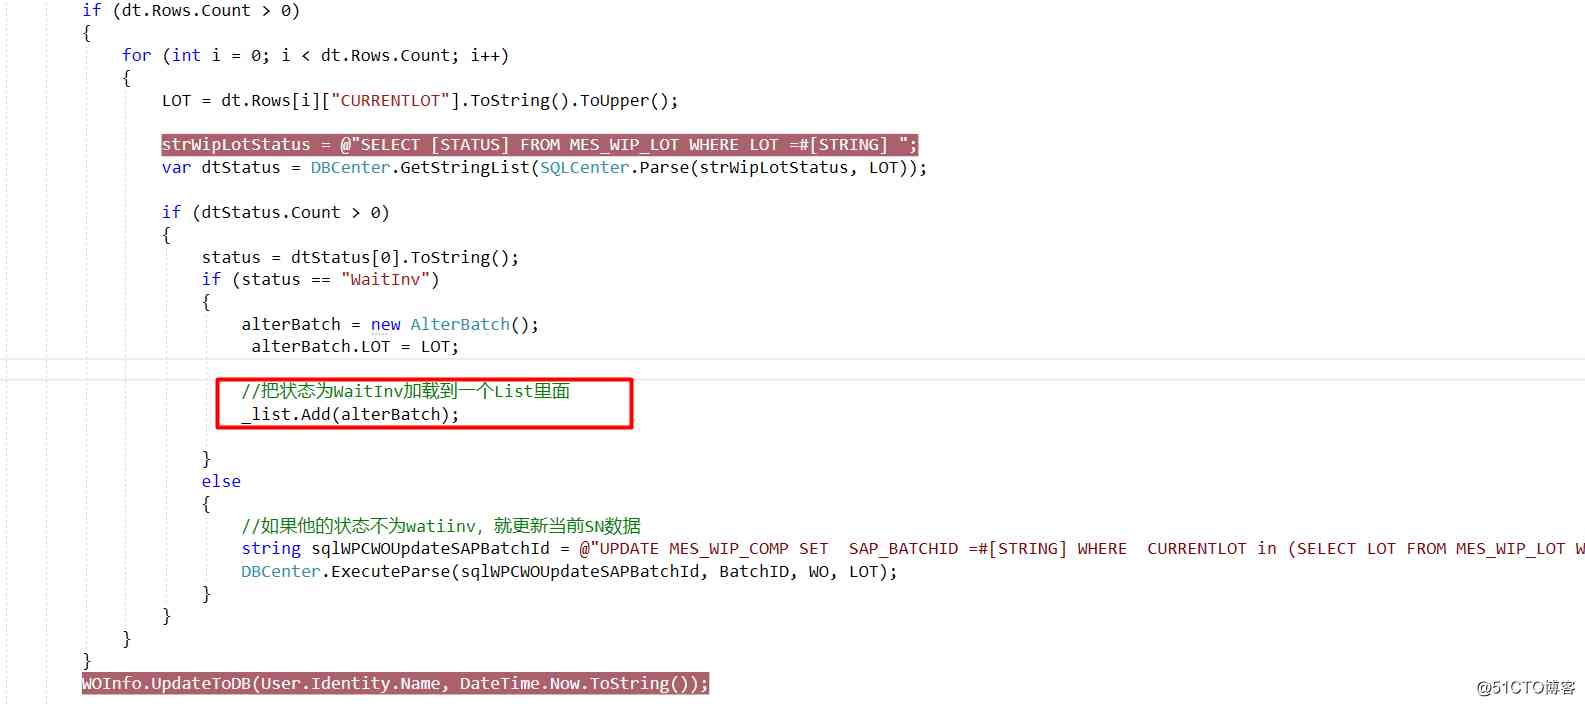 if (dt.Rows.Count > 0)
{
for (int i = 0; i < dt.Rows.Count; i++)
{
LOT = dt.Rows[i]["CURRENTLOT"].ToString().ToUpper();
strWipLotStatus = @"SELECT [STATUS] FROM MES_WIP_LOT WHERE LOT =#[STRING] ";
var dtStatus = DBCenter.GetStringList(SQLCenter.Parse(strWipLotStatus, LOT));
if (dtStatus.Count > 0)
{
status = dtStatus[0].ToString();
if (status == "WaitInv")
{
alterBatch = new AlterBatch();
alterBatch.LOT = LOT;
//把状态为WaitInv加载到一个List里面
_list.Add(alterBatch);
}
else
{
//如果他的状态不为watiinv, 就更新当前SN数据
string sqlWPCWOUpdateSAPBatchId = @"UPDATE MES_WIP_COMP SET  SAP_BATCHID =#[STRING] WHERE  CURRENTLOT in (SELECT LOT FROM MES_WIP_LOT W
DBCenter.ExecuteParse(sqlWPCWOUpdateSAPBatchId, BatchID, WO, LOT);
}
}
}
}
WOInfo.UpdateToDB(User.Identity.Name, DateTime.Now.ToString());
@51CTO博客